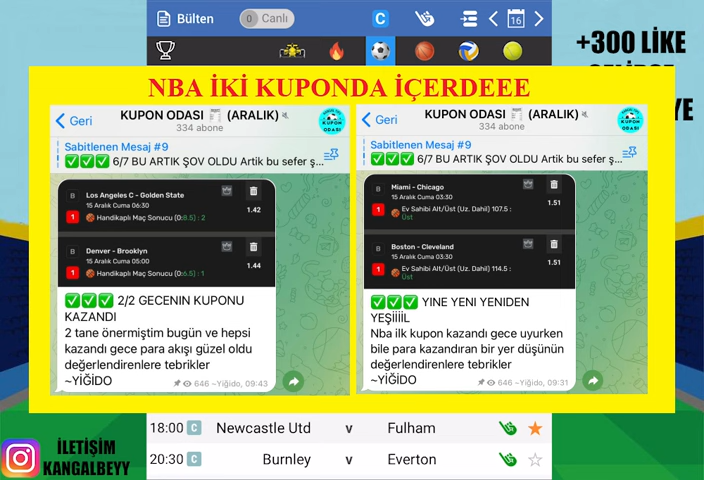 Bülten
0 Canlı
C
16
+300 LİKE
NBA İKİ KUPONDA İÇERDEEE
Geri
KUPON ODASI (ARALIK)
334 abone
KUPON
ODASI
Sabitlenen Mesaj #9
6/7 BU ARTIK ŞOV OLDU Artik bu sefer ş...
B Los Angeles C - Golden State
15 Aralık Cuma 06:30
1 Handikaplı Maç Sonucu (0:8.5) : 2
1.42
B Denver - Brooklyn
15 Aralık Cuma 05:00
1 Handikaplı Maç Sonucu (0:6.5) : 1
1.44
2/2 GECENİN KUPONU
KAZANDI
2 tane önermiştim bugün ve hepsi
kazandı gece para akışı güzel oldu
değerlendirenlere tebrikler
~YİĞİDO
646 ~Yiğido, 09:43
Geri
KUPON ODASI (ARALIK)
334 abone
KUPON
ODASI
Sabitlenen Mesaj #9
6/7 BU ARTIK ŞOV OLDU Artik bu sefer ş...
B Miami - Chicago
15 Aralık Cuma 03:30
1 Ev Sahibi Alt/Üst (Uz. Dahil) 107.5 :
Üst
1.51
B Boston - Cleveland
15 Aralık Cuma 03:30
1 Ev Sahibi Alt/Üst (Uz. Dahil) 114.5 :
Üst
1.51
YINE YENI YENIDEN
YEŞİİİİL
Nba ilk kupon kazandı gece uyurken
bile para kazandıran bir yer düşünün
değerlendirenlere tebrikler
~YİĞİDO
646 ~Yiğido, 09:31
18:00 C Newcastle Utd v Fulham
20:30 C Burnley v Everton
İLETİŞİM
KANGALBEYY